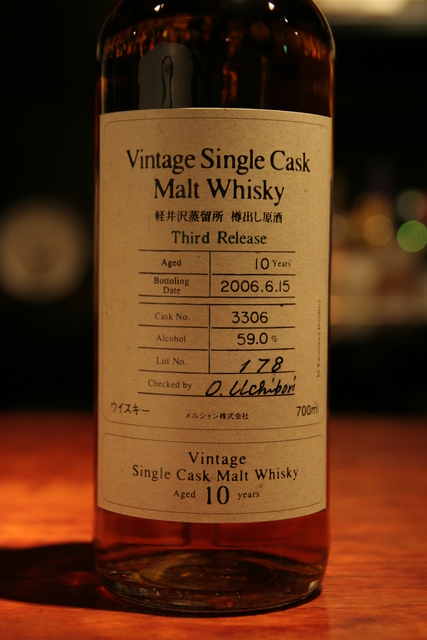 Vintage Single Cask
Malt Whisky
軽井沢蒸留所 樽出し原酒
Third Release
Aged 10 Years
Bottoling Date 2006.6.15
Cask No. 3306
Alcohol 59.0 %
Lot No. 178
Checked by O. Uchibori
ウイスキー メルシャン株式会社 700ml
Vintage
Single Cask Malt Whisky
Aged 10 years